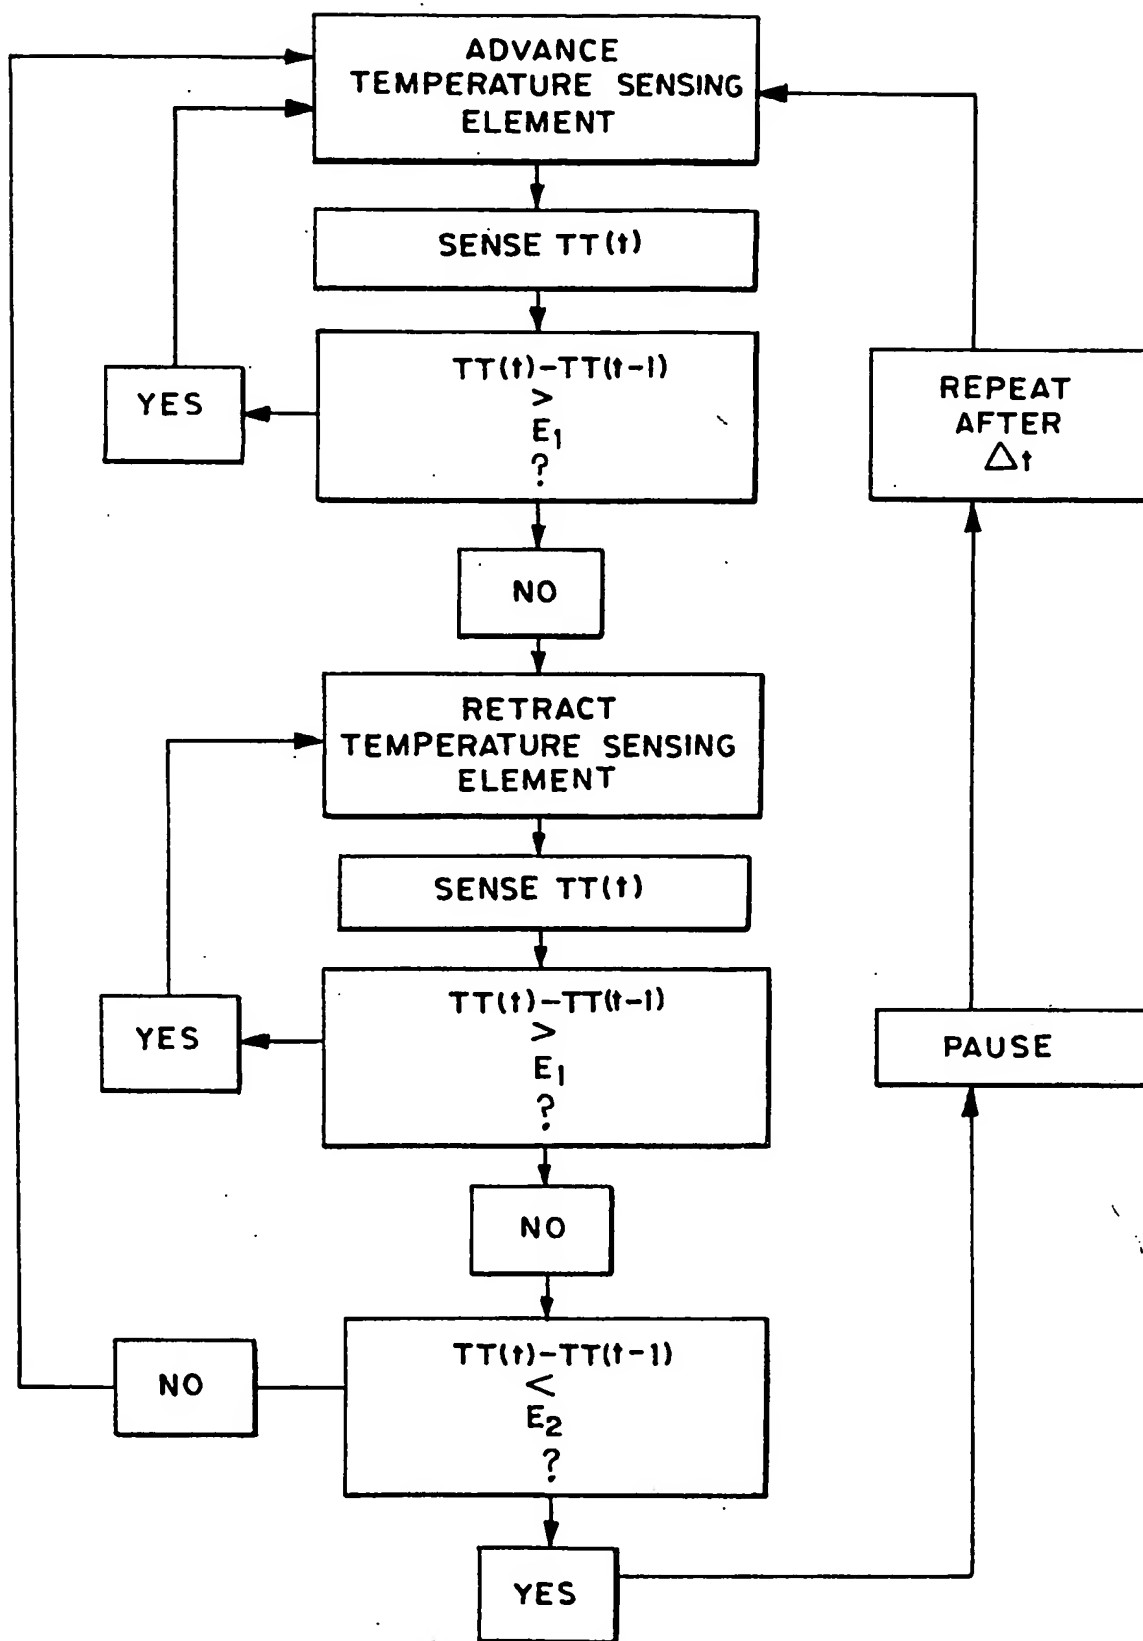 ADVANCE
TEMPERATURE SENSING
ELEMENT
SENSE TT(t)
TT(t)-TT(t-1)
>
E1
?
YES
REPEAT
AFTER
Δt
NO
RETRACT
TEMPERATURE SENSING
ELEMENT
SENSE TT(t)
TT(t)-TT(t-1)
>
E1
?
YES
PAUSE
NO
TT(t)-TT(t-1)
<
E2
?
NO
YES